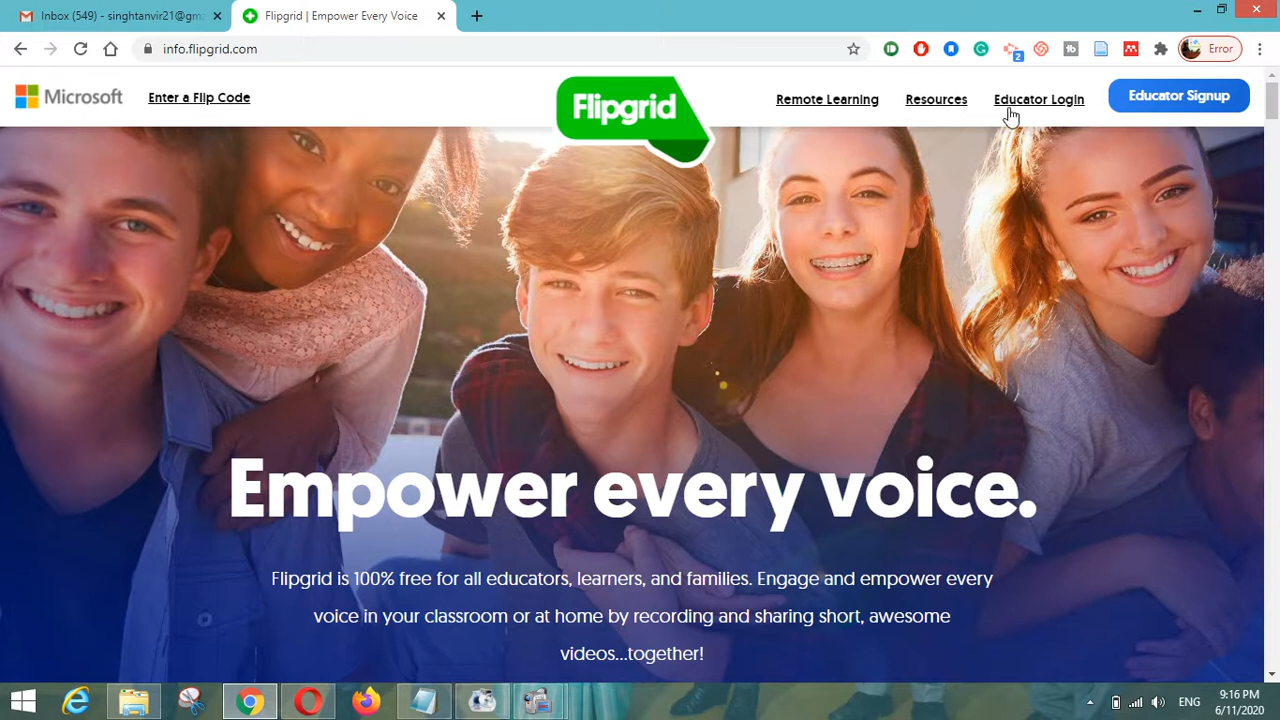 Inbox (549) - singhtanvir21@gm
Flipgrid | Empower Every Voice
info.flipgrid.com
2
Error
Microsoft
Enter a Flip Code
Flipgrid
Remote Learning
Resources
Educator Login
Educator Signup
Empower every voice.
Flipgrid is 100% free for all educators, learners, and families. Engage and empower every
voice in your classroom or at home by recording and sharing short, awesome
videos...together!
ENG
9:16 PM
6/11/2020